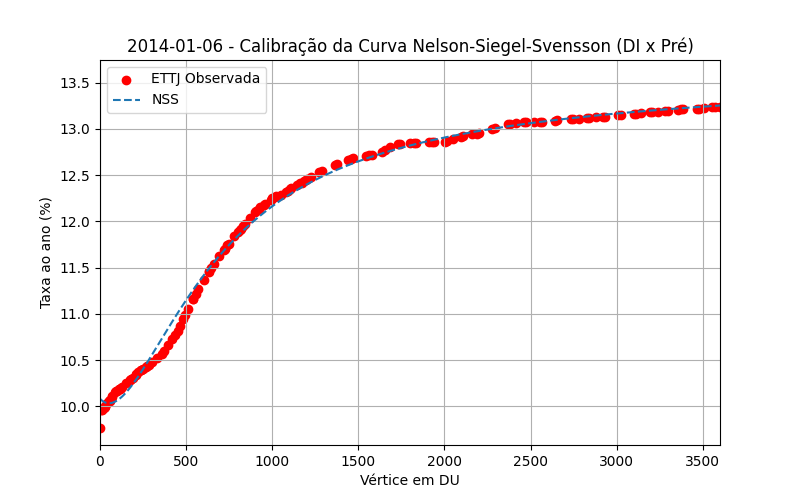 2014-01-06 - Calibração da Curva Nelson-Siegel-Svensson (DI x Pré)
ETTJ Observada
NSS
Taxa ao ano (%)
13.5
13.0
12.5
12.0
11.5
11.0
10.5
10.0
0 500 1000 1500 2000 2500 3000 3500
Vértice em DU